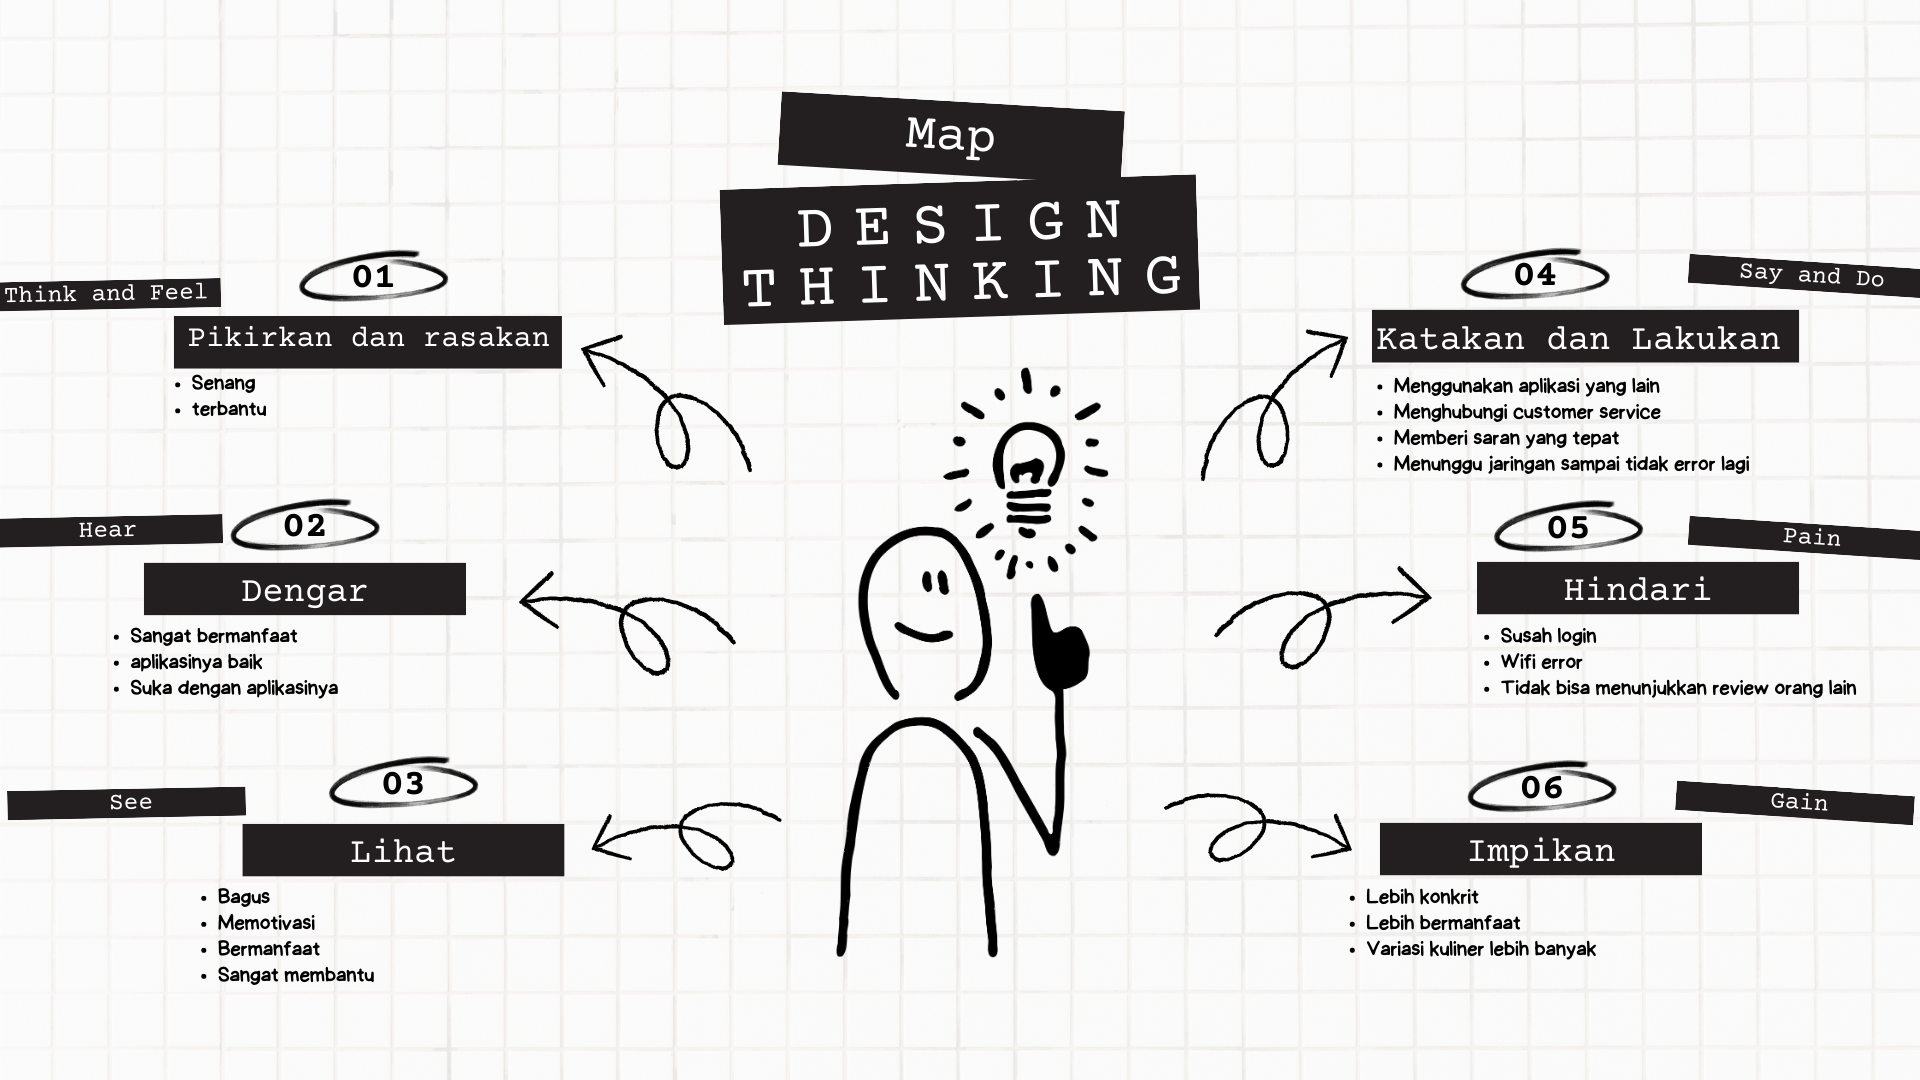 Map
DESIGN
THINKING
Think and Feel
01
Pikirkan dan rasakan
• Senang
• terbantu
Hear
02
Dengar
• Sangat bermanfaat
• aplikasinya baik
• Suka dengan aplikasinya
See
03
Lihat
• Bagus
• Memotivasi
• Bermanfaat
• Sangat membantu
04
Say and Do
Katakan dan Lakukan
• Menggunakan aplikasi yang lain
• Menghubungi customer service
• Memberi saran yang tepat
• Menunggu jaringan sampai tidak error lagi
05
Pain
Hindari
• Susah login
• Wifi error
• Tidak bisa menunjukkan review orang lain
06
Gain
Impikan
• Lebih konkrit
• Lebih bermanfaat
• Variasi kuliner lebih banyak